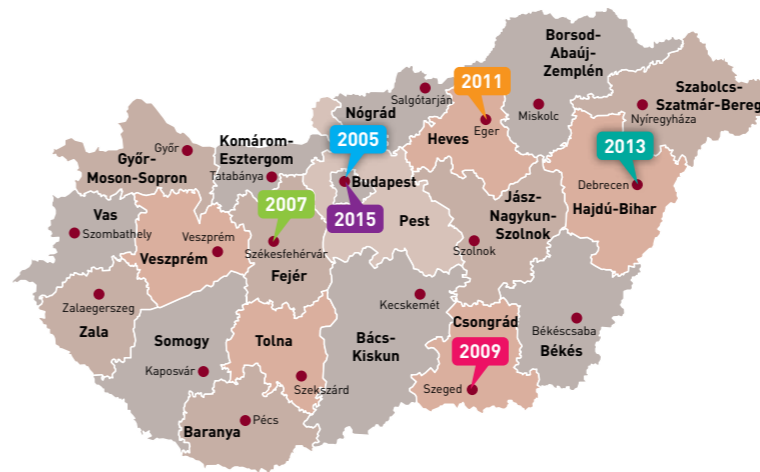 Borsod-
Abaúj-
Zemplén
2011
Szabolcs-
Szatmár-Bereg
Salgótarján
Nógrád
Miskolc
Nyíregyháza
Eger
Heves
2005
2013
Győr
Komárom-
Esztergom
Győr-
Moson-Sopron
Tatabánya
Budapest
Debrecen
Jász-
Nagykun-
Szolnok
Hajdú-Bihar
2007
2015
Vas
Szombathely
Veszprém
Veszprém
Pest
Székesfehérvár
Szolnok
Fejér
Zalaegerszeg
Kecskemét
Zala
Somogy
Tolna
Bács-
Kiskun
Csongrád
Békéscsaba
Békés
2009
Kaposvár
Szekszárd
Szeged
Pécs
Baranya